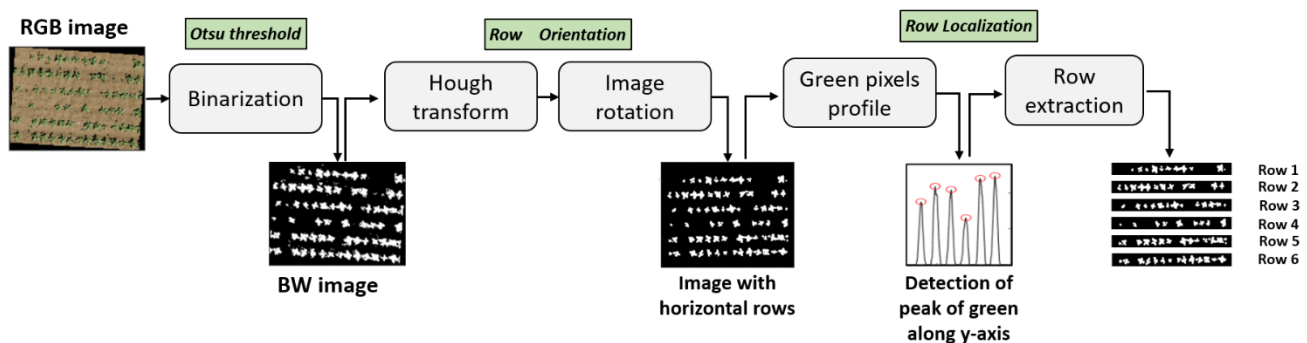 RGB image
Otsu threshold
Row Orientation
Row Localization
Binarization
Hough
transform
Image
rotation
Green pixels
profile
Row
extraction
BW image
Image with
horizontal rows
Detection of
peak of green
along y-axis
Row 1
Row 2
Row 3
Row 4
Row 5
Row 6